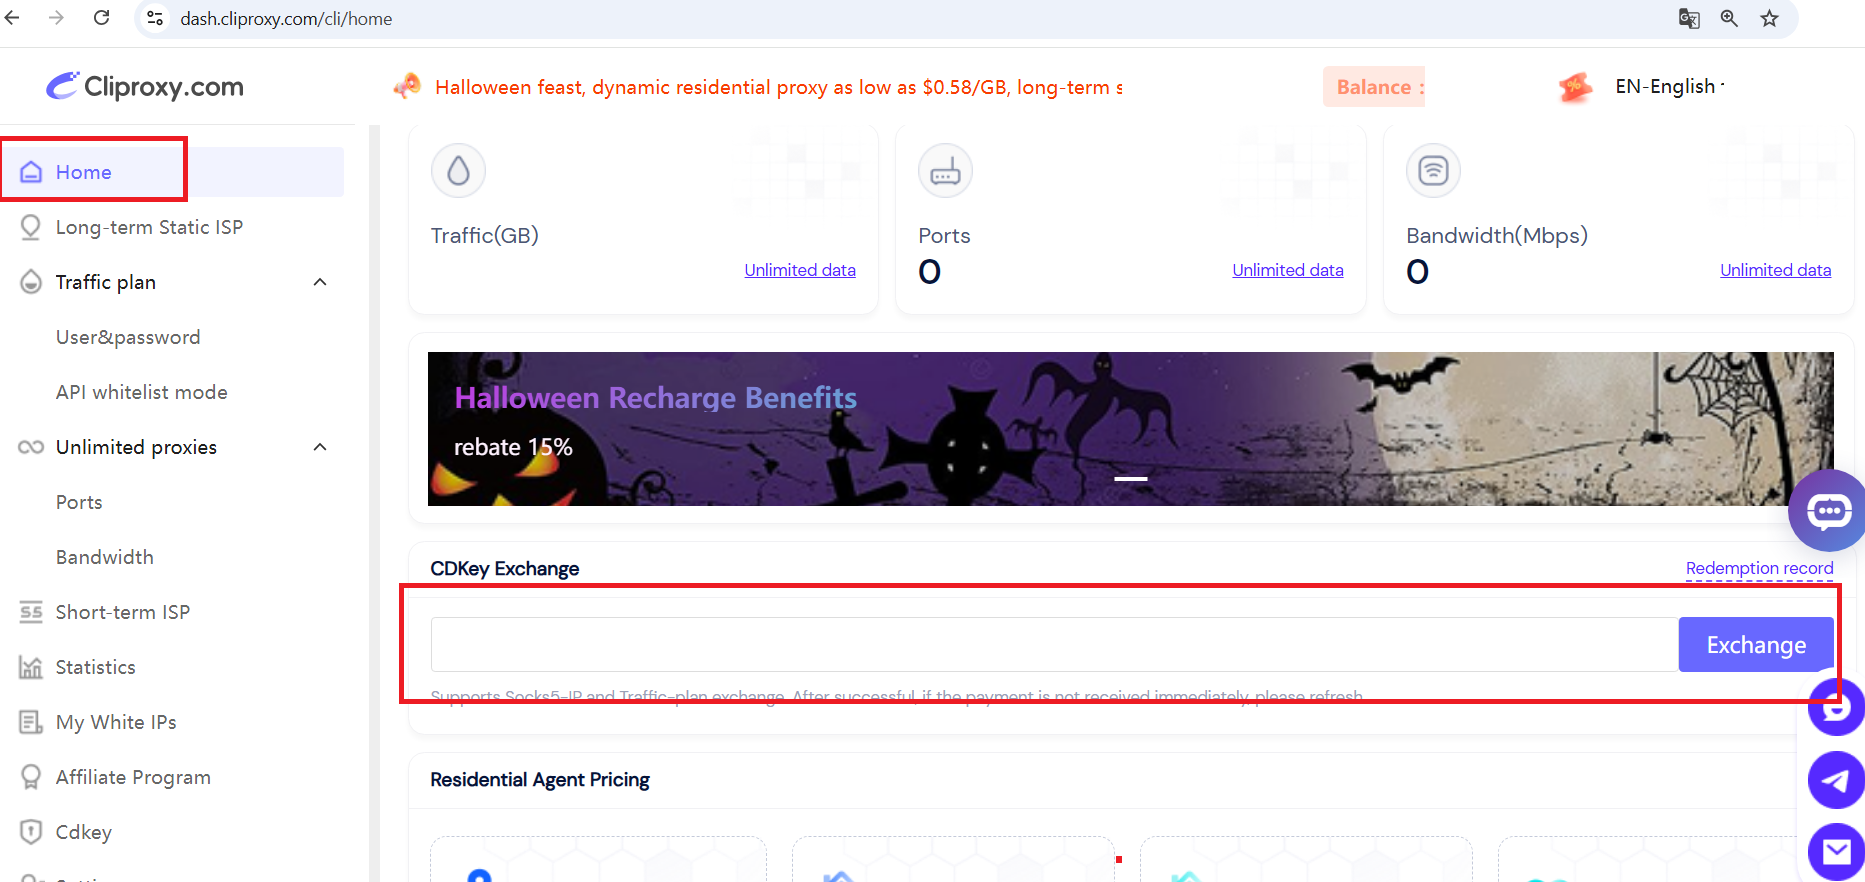 dash.cliproxy.com/cli/home
Cliproxy.com
Halloween feast, dynamic residential proxy as low as $0.58/GB, long-term s
Balance :
%
EN-English
Home
Long-term Static ISP
Traffic plan
User&password
API whitelist mode
Unlimited proxies
Ports
Bandwidth
Short-term ISP
Statistics
My White IPs
Affiliate Program
Cdkey
Traffic(GB)
Unlimited data
Ports
0
Unlimited data
Bandwidth(Mbps)
0
Unlimited data
Halloween Recharge Benefits
rebate 15%
CDKey Exchange
Redemption record
Exchange
Supports Socks5-IP and Traffic-plan exchange. After successful, if the payment is not received immediately, please refresh
Residential Agent Pricing